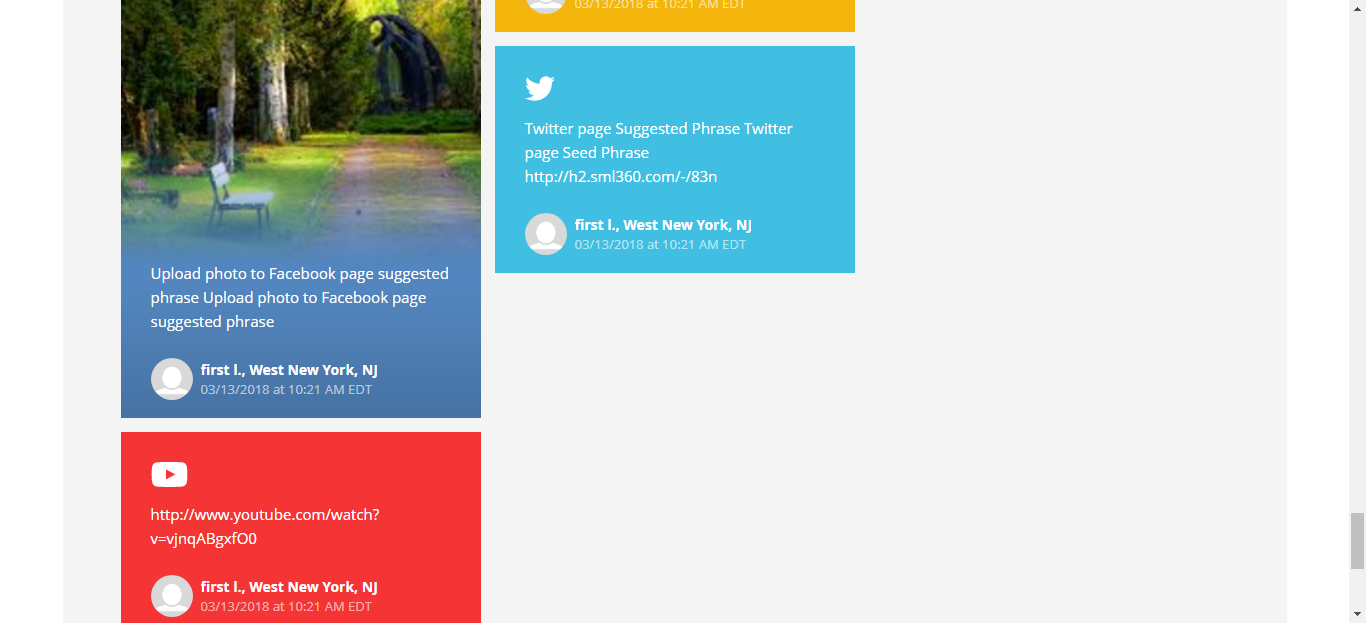 03/13/2018 at 10:21 AM EDT
Twitter page Suggested Phrase Twitter
page Seed Phrase
http://h2.sml360.com/-/83n
first l., West New York, NJ
03/13/2018 at 10:21 AM EDT
Upload photo to Facebook page suggested
phrase Upload photo to Facebook page
suggested phrase
first l., West New York, NJ
03/13/2018 at 10:21 AM EDT
http://www.youtube.com/watch?
v=vjnqABgxfO0
first l., West New York, NJ
03/13/2018 at 10:21 AM EDT